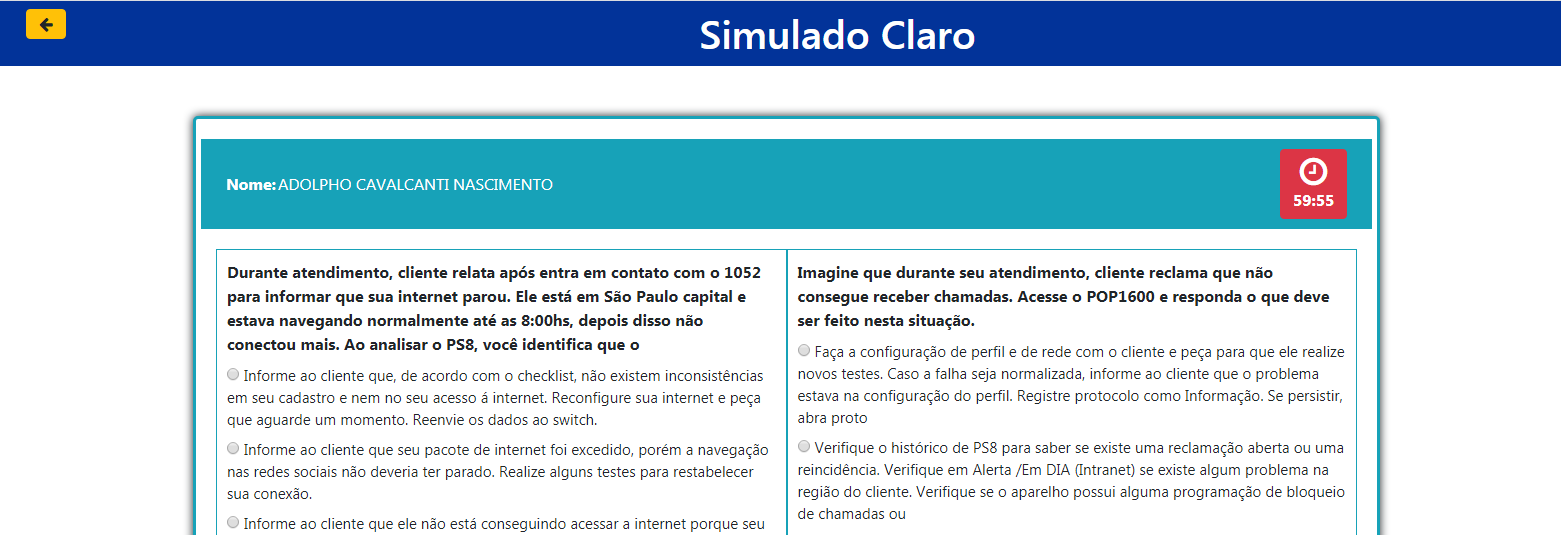 Simulado Claro
Nome: ADOLPHO CAVALCANTI NASCIMENTO
59:55
Durante atendimento, cliente relata após entra em contato com o 1052
para informar que sua internet parou. Ele está em São Paulo capital e
estava navegando normalmente até as 8:00hs, depois disso não
conectou mais. Ao analisar o PS8, você identifica que o
Informe ao cliente que, de acordo com o checklist, não existem inconsistências
em seu cadastro e nem no seu acesso á internet. Reconfigure sua internet e peça
que aguarde um momento. Reenvie os dados ao switch.
Informe ao cliente que seu pacote de internet foi excedido, porém a navegação
nas redes sociais não deveria ter parado. Realize alguns testes para restabelecer
sua conexão.
Informe ao cliente que ele não está conseguindo acessar a internet porque seu
Imagine que durante seu atendimento, cliente reclama que não
consegue receber chamadas. Acesse o POP1600 e responda o que deve
ser feito nesta situação.
Faça a configuração de perfil e de rede com o cliente e peça para que ele realize
novos testes. Caso a falha seja normalizada, informe ao cliente que o problema
estava na configuração do perfil. Registre protocolo como Informação. Se persistir,
abra proto
Verifique o histórico de PS8 para saber se existe uma reclamação aberta ou uma
reincidência. Verifique em Alerta /Em DIA (Intranet) se existe algum problema na
região do cliente. Verifique se o aparelho possui alguma programação de bloqueio
de chamadas ou